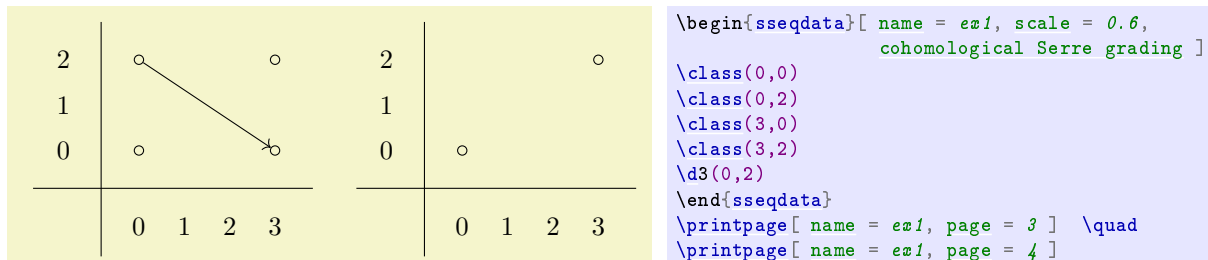 2 2
1 1
0 0
0 1 2 3 0 1 2 3
\begin{sseqdata}[ name = ex1, scale = 0.6,
cohomological Serre grading ]
\class(0,0)
\class(0,2)
\class(3,0)
\class(3,2)
\d3(0,2)
\end{sseqdata}
\printpage[ name = ex1, page = 3 ] \quad
\printpage[ name = ex1, page = 4 ]